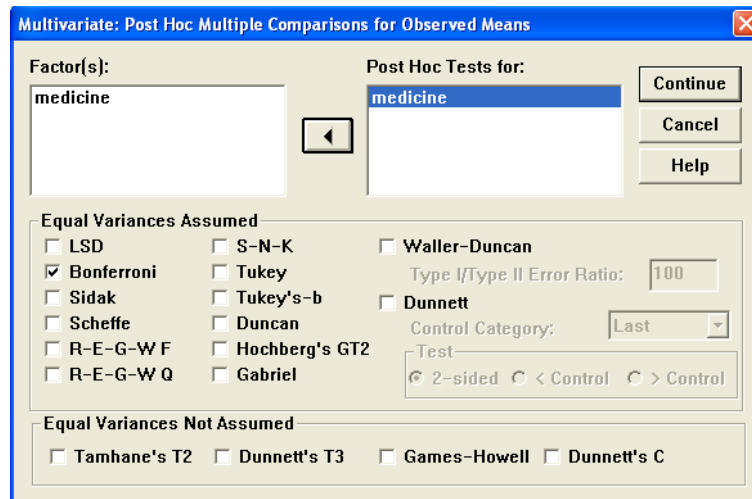 Multivariate: Post Hoc Multiple Comparisons for Observed Means
Factor(s):
medicine
Post Hoc Tests for:
medicine
Continue
Cancel
Help
Equal Variances Assumed
LSD
Bonferroni
Sidak
Scheffe
R-E-G-W F
R-E-G-W Q
S-N-K
Tukey
Tukey's-b
Duncan
Hochberg's GT2
Gabriel
Waller-Duncan
Type I/Type II Error Ratio: 100
Dunnett
Control Category: Last
Test
2-sided < Control > Control
Equal Variances Not Assumed
Tamhane's T2 Dunnett's T3 Games-Howell Dunnett's C